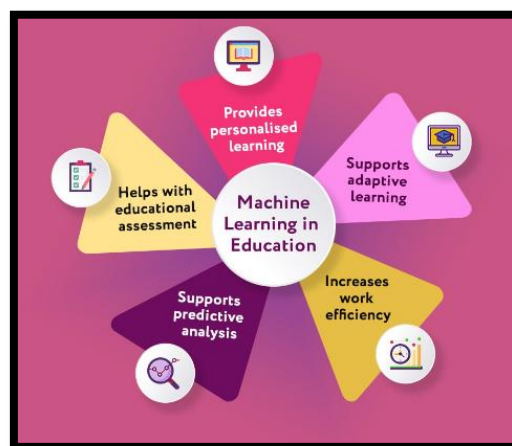 Provides
personalised
learning
Supports
adaptive
learning
Increases
work
efficiency
Supports
predictive
analysis
Helps with
educational
assessment
Machine
Learning in
Education